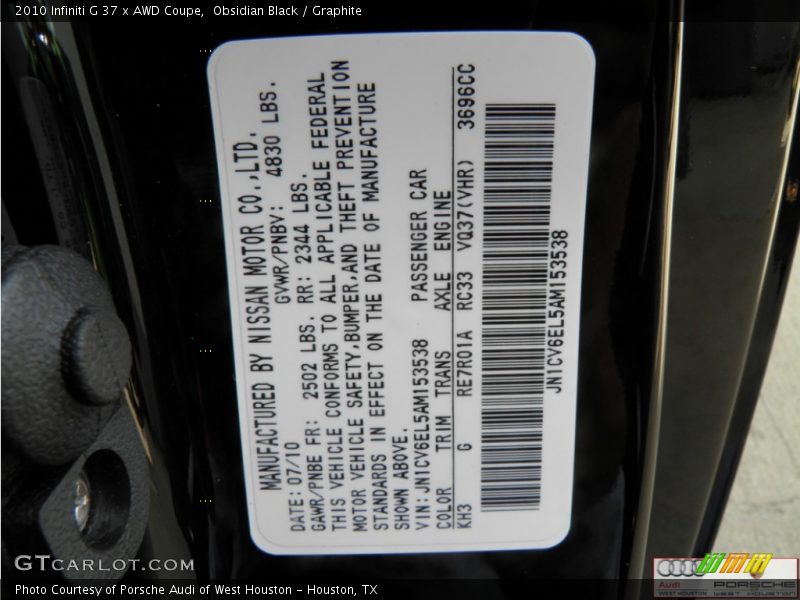 2010 Infiniti G 37 x AWD Coupe,  Obsidian Black / Graphite
MANUFACTURED BY NISSAN MOTOR CO.,LTD.
DATE: 07/10 GVWR/PNBV: 4830 LBS.
GAWR/PNBE FR: 2502 LBS. RR: 2344 LBS.
THIS VEHICLE CONFORMS TO ALL APPLICABLE FEDERAL
MOTOR VEHICLE SAFETY,BUMPER,AND THEFT PREVENTION
STANDARDS IN EFFECT ON THE DATE OF MANUFACTURE
SHOWN ABOVE.
VIN:JN1CV6EL5AM153538 PASSENGER CAR
COLOR TRIM TRANS AXLE ENGINE
KH3 G RE7R01A RC33 VQ37(VHR) 3696CC
JN1CV6EL5AM153538
GTcarlot.com
Photo Courtesy of Porsche Audi of West Houston - Houston, TX
Audi PORSCHE
WEST HOUSTON west houston